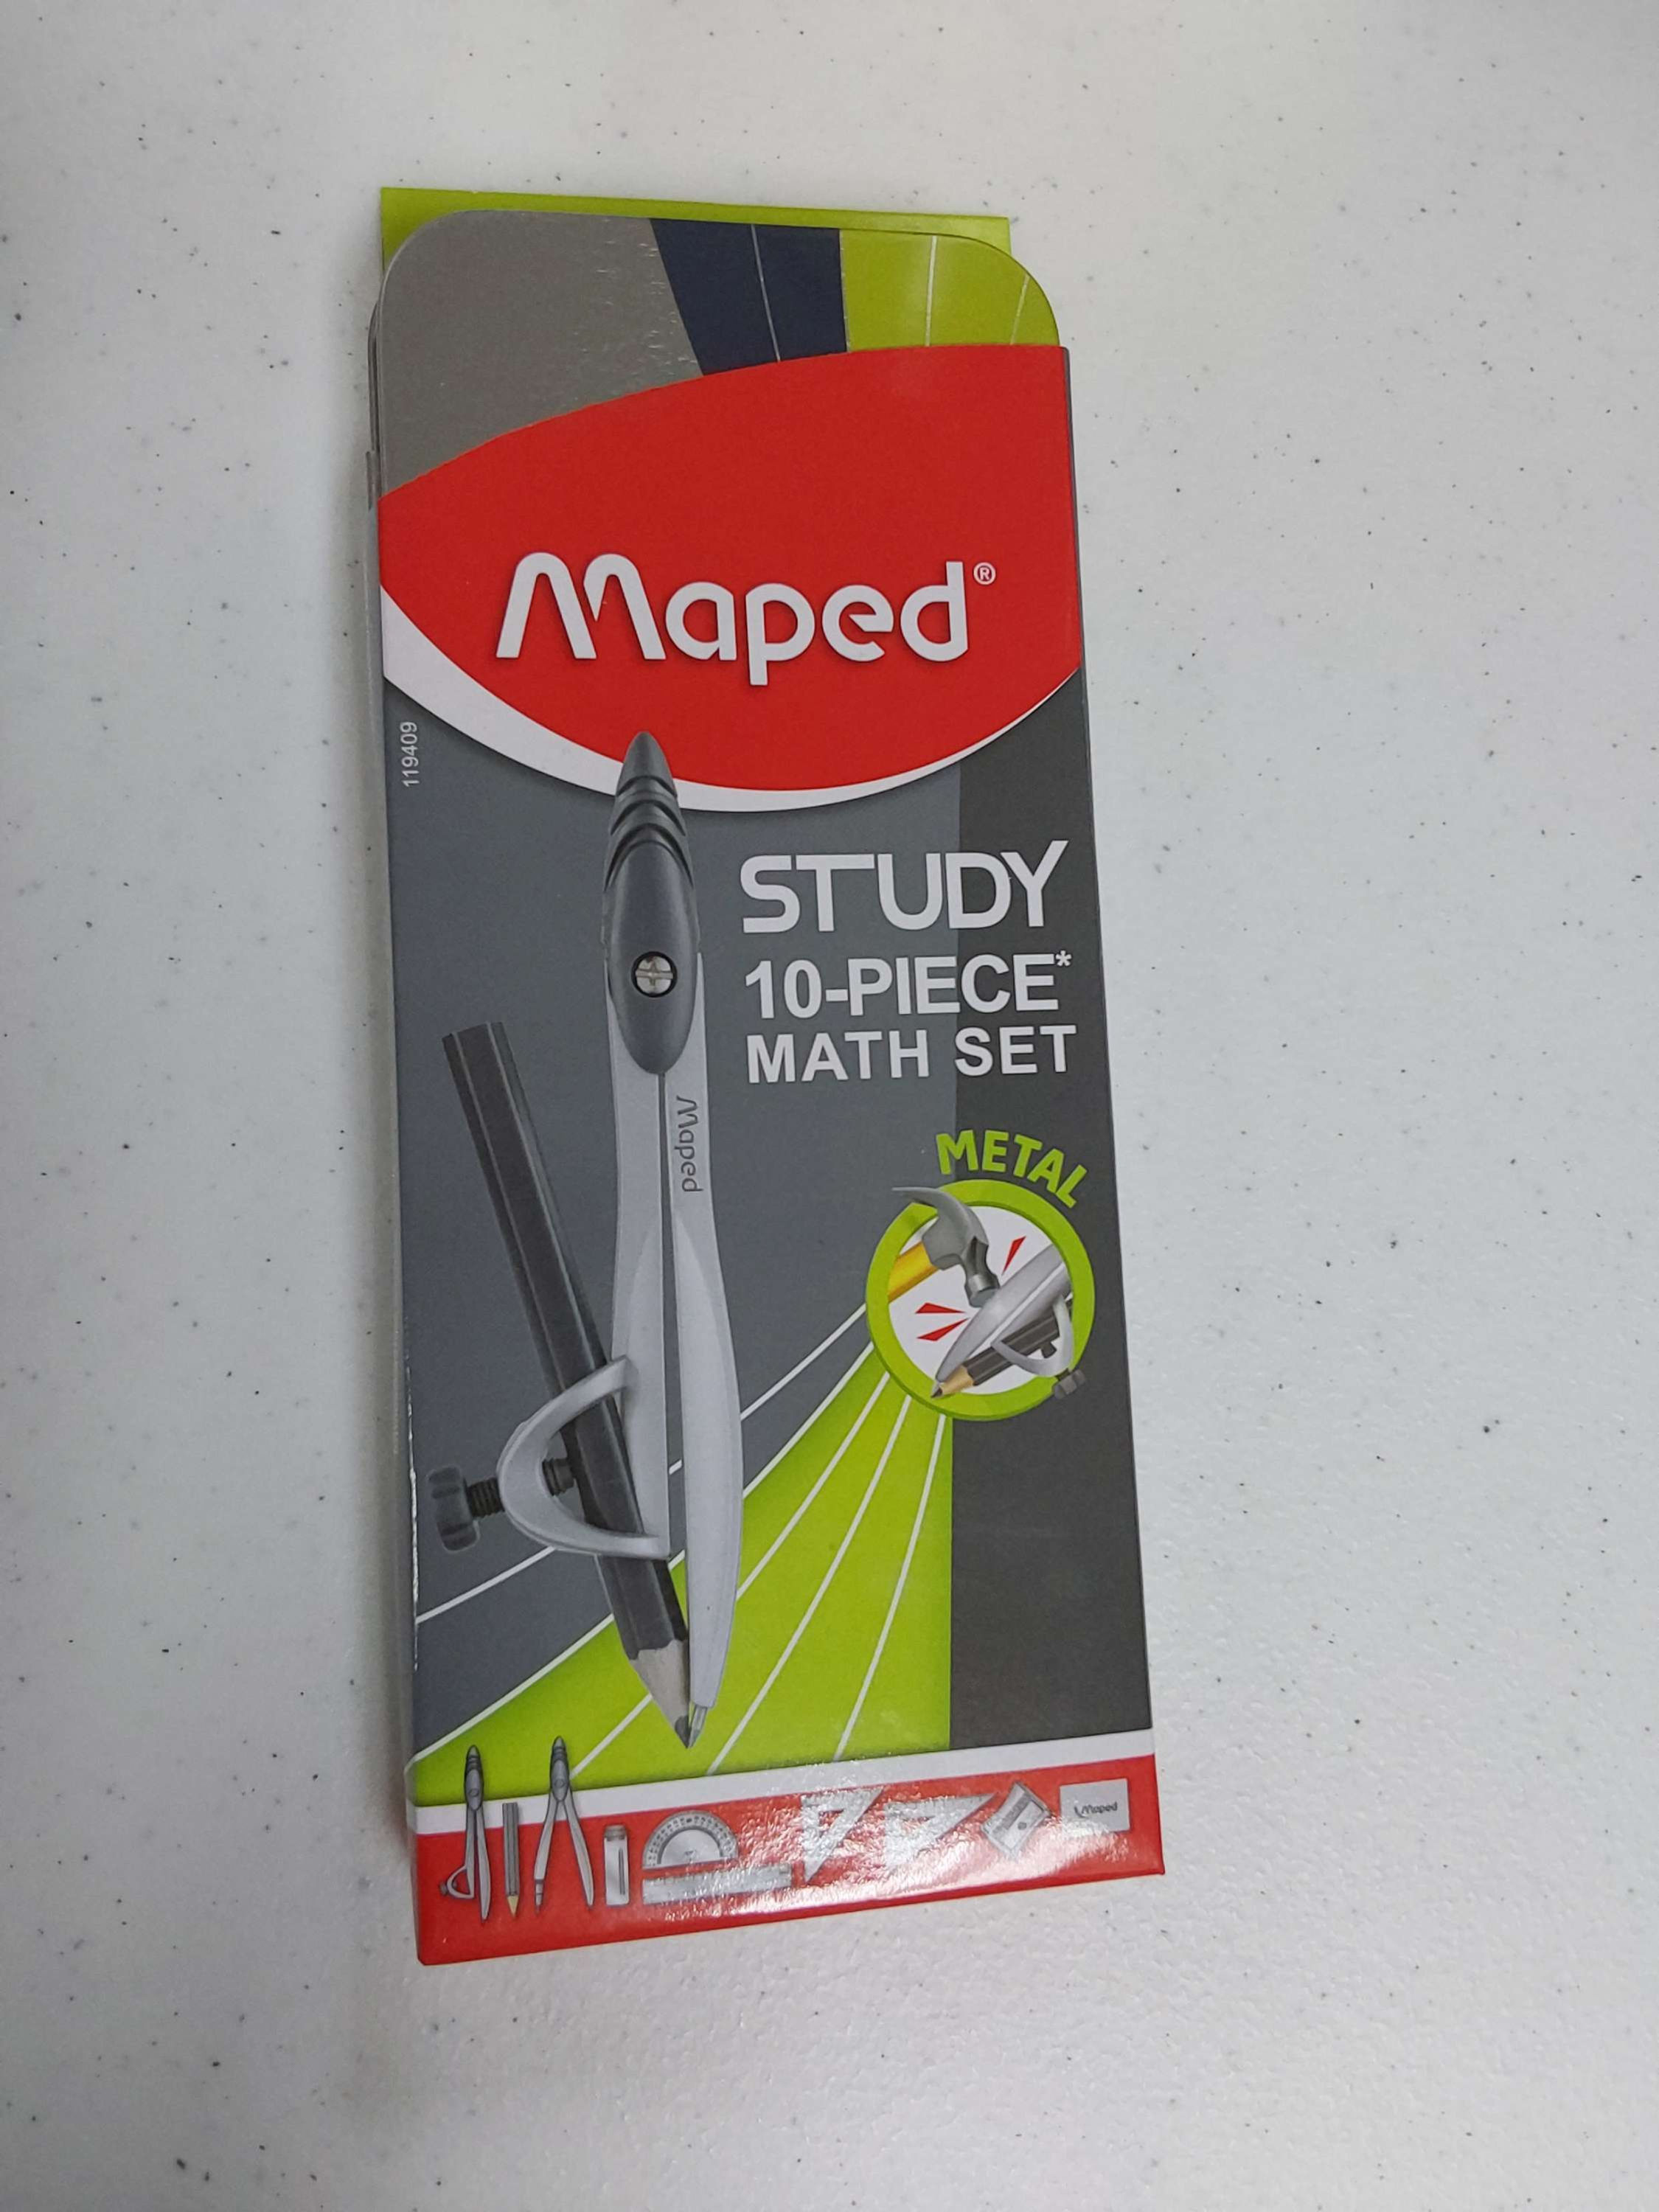 Maped®
119409
STUDY
10-PIECE*
MATH SET
Maped
METAL
Maped